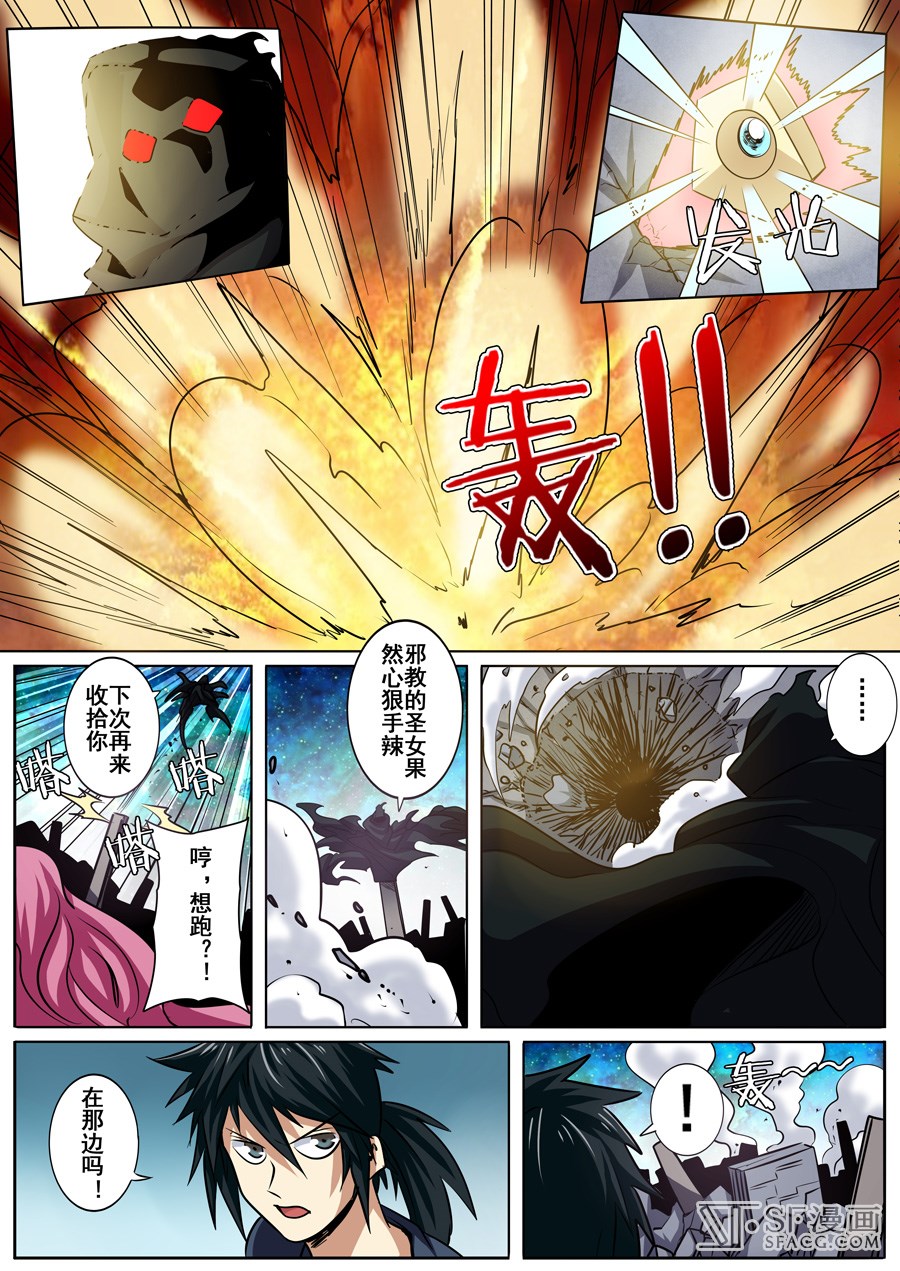 发光
轰!!
……
邪教的圣女果
然心狠手辣
下次再来
收拾你
嗒
嗒
嗒
哼，想跑？！
！
轰
在那边吗！
SF漫画
SFACG.COM